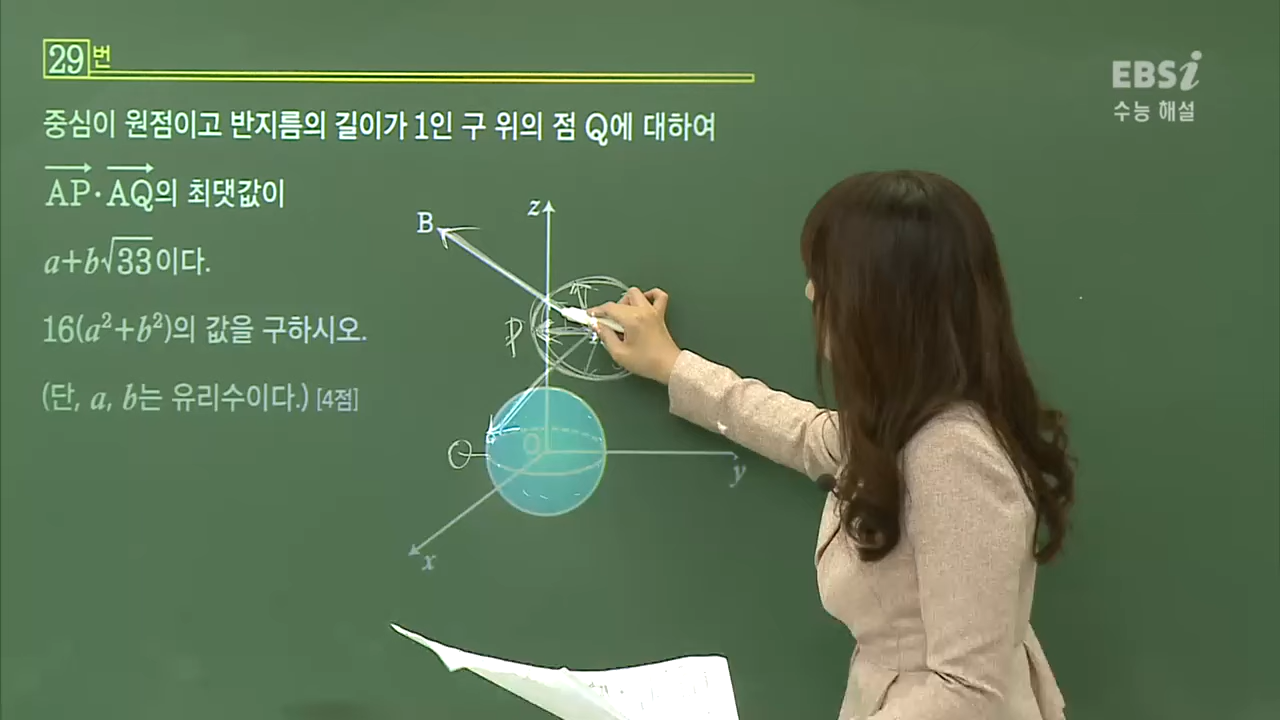 29번
EBSi
수능 해설
중심이 원점이고 반지름의 길이가 1인 구 위의 점 Q에 대하여
AP·AQ의 최댓값이
a+b√33이다.
16(a²+b²)의 값을 구하시오.
(단, a, b는 유리수이다.) [4점]
B
z
P
O
y
x